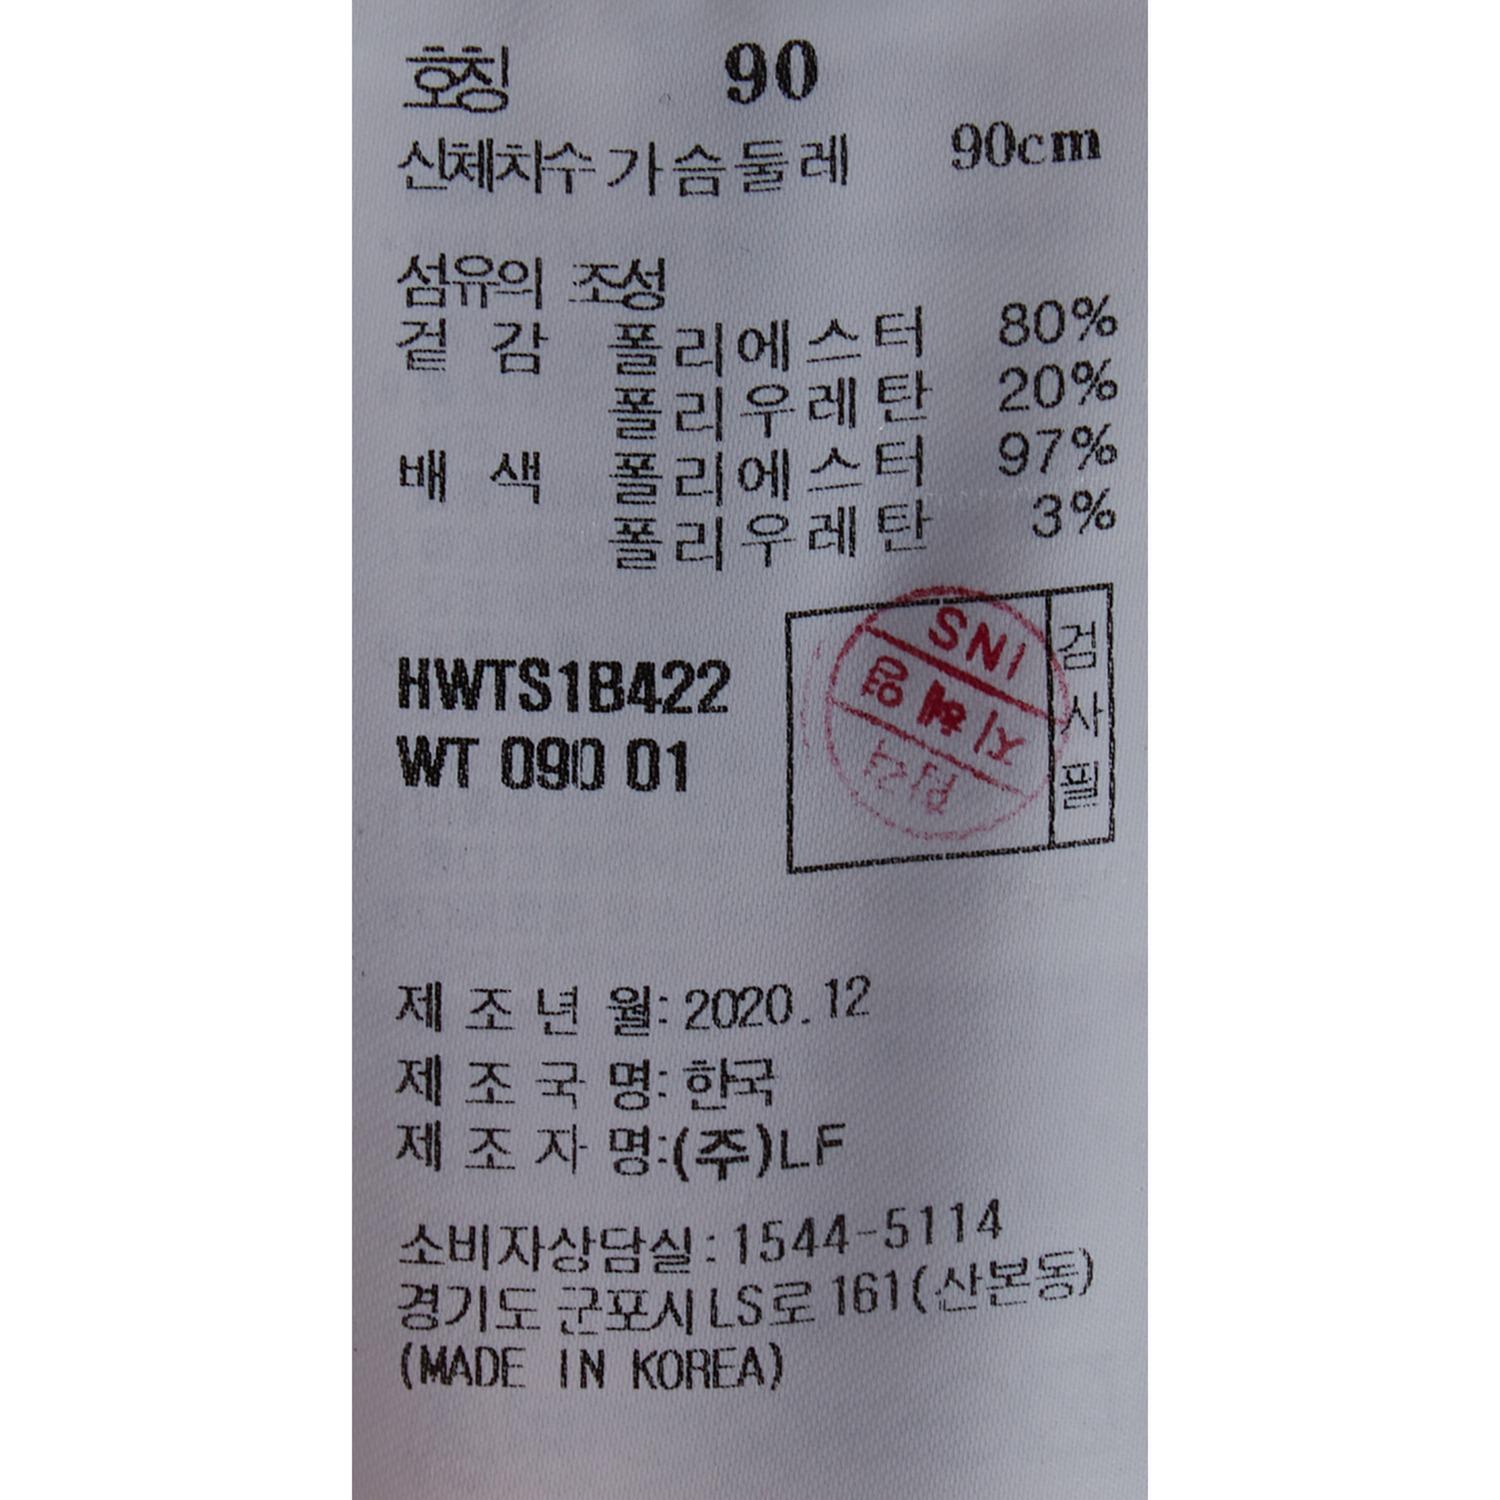 호칭 90
신체치수 가슴둘레 90cm
섬유의 조성
겉 감 폴리에스터 80%
폴리우레탄 20%
배 색 폴리에스터 97%
폴리우레탄 3%
HWTS1B422
WT 090 01
검사필
INS
제 조 년 월: 2020.12
제 조 국 명: 한국
제 조 자 명:(주)LF
소비자상담실: 1544-5114
경기도 군포시 LS로 161(산본동)
(MADE IN KOREA)